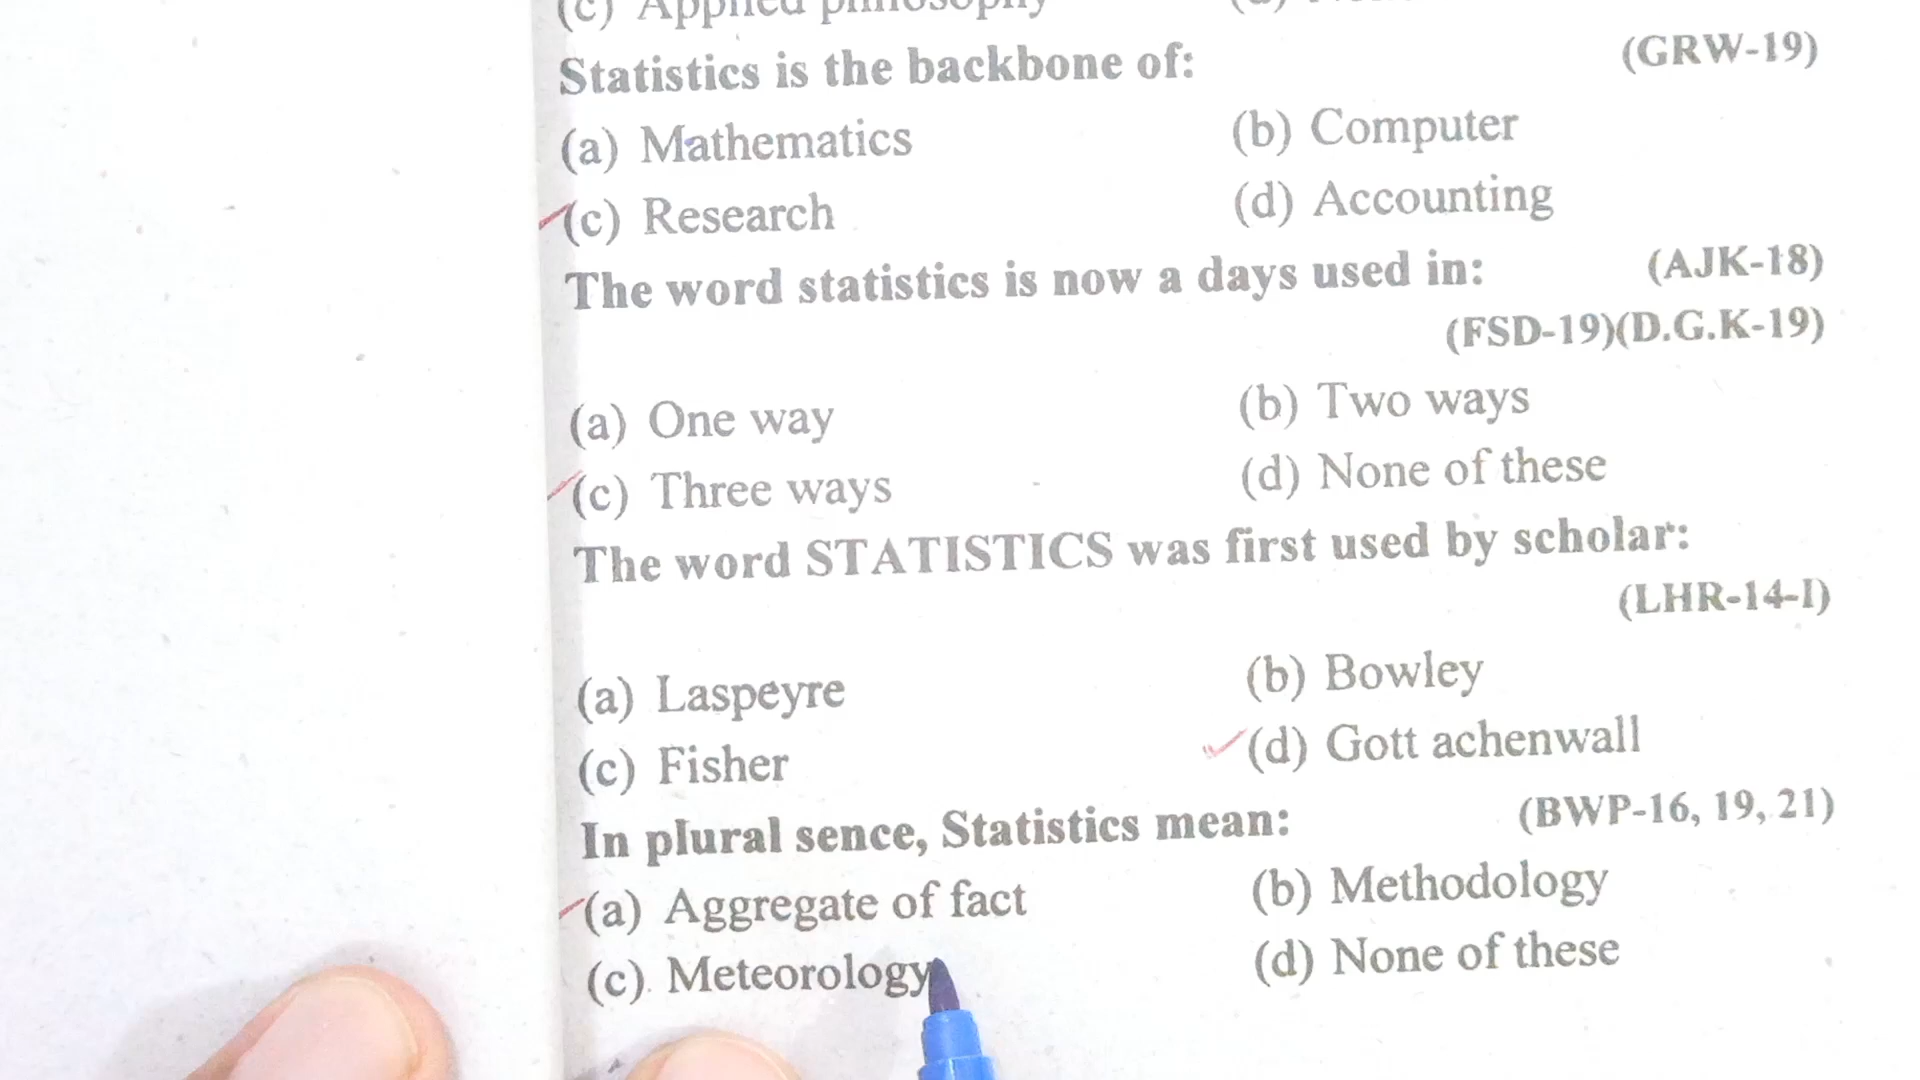 (c) Applied philosophy
Statistics is the backbone of: (GRW-19)
(a) Mathematics (b) Computer
(c) Research (d) Accounting
The word statistics is now a days used in: (AJK-18)
(FSD-19)(D.G.K-19)
(a) One way (b) Two ways
(c) Three ways (d) None of these
The word STATISTICS was first used by scholar:
(LHR-14-I)
(a) Laspeyre (b) Bowley
(c) Fisher (d) Gott achenwall
In plural sence, Statistics mean: (BWP-16, 19, 21)
(a) Aggregate of fact (b) Methodology
(c) Meteorology (d) None of these